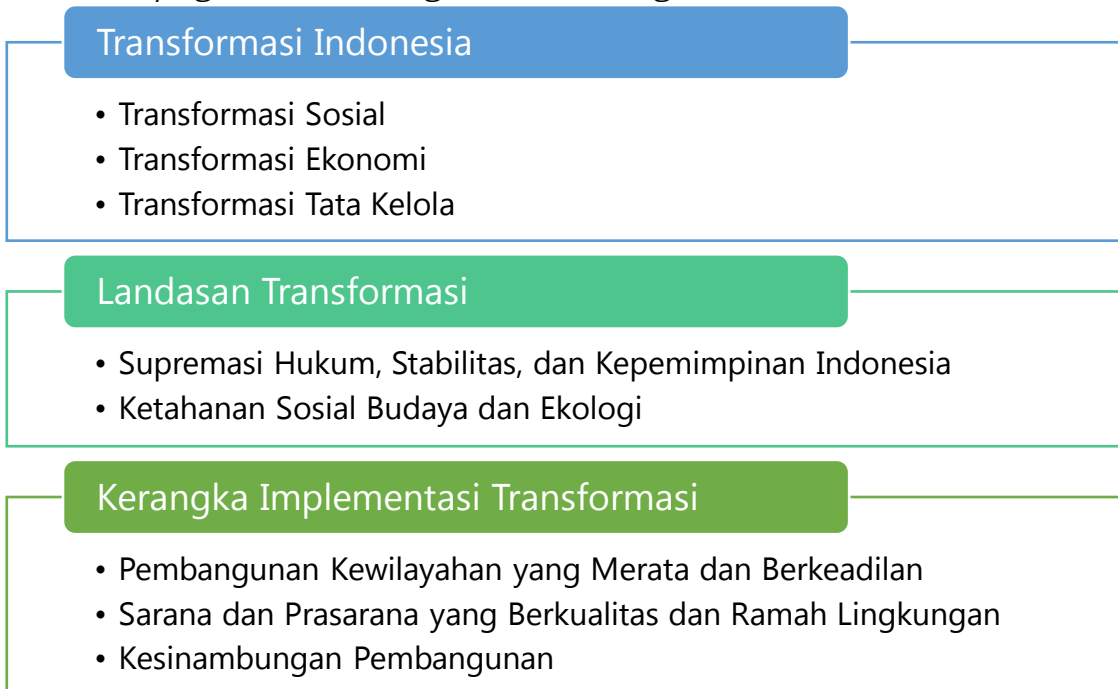 Transformasi Indonesia
• Transformasi Sosial
• Transformasi Ekonomi
• Transformasi Tata Kelola
Landasan Transformasi
• Supremasi Hukum, Stabilitas, dan Kepemimpinan Indonesia
• Ketahanan Sosial Budaya dan Ekologi
Kerangka Implementasi Transformasi
• Pembangunan Kewilayahan yang Merata dan Berkeadilan
• Sarana dan Prasarana yang Berkualitas dan Ramah Lingkungan
• Kesinambungan Pembangunan